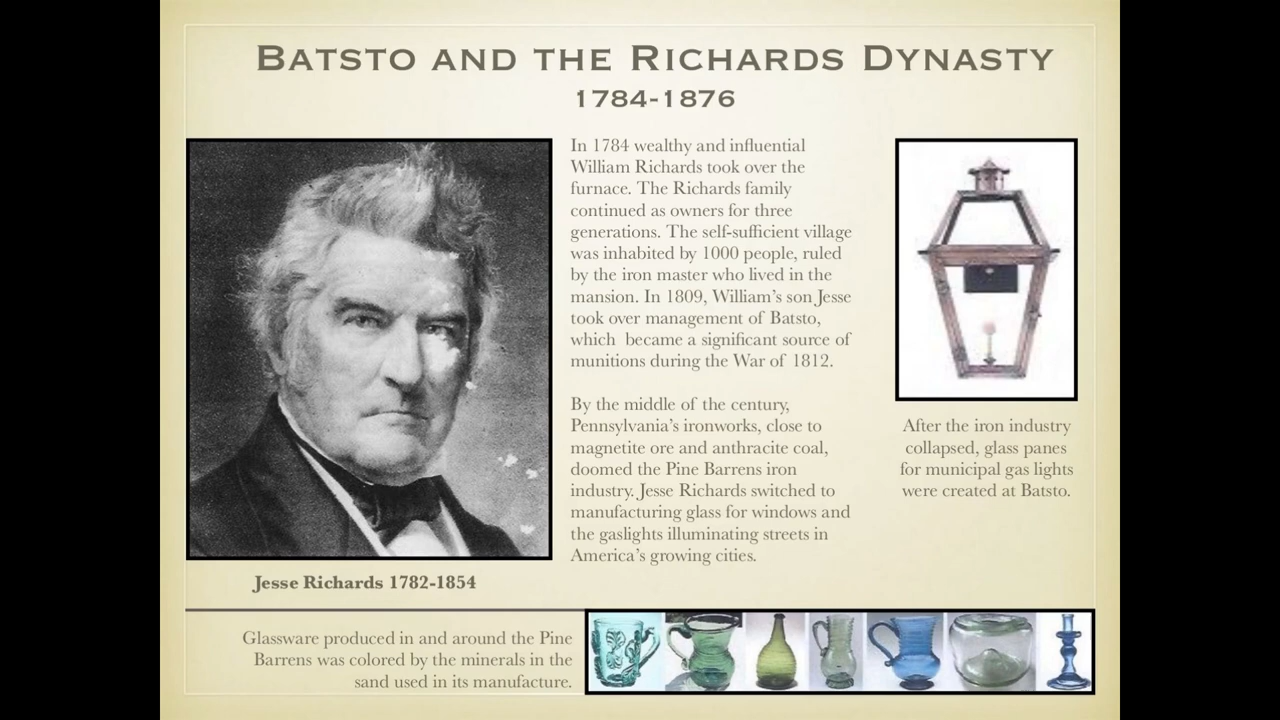 Batsto and the Richards Dynasty
1784-1876
In 1784 wealthy and influential
William Richards took over the
furnace. The Richards family
continued as owners for three
generations. The self-sufficient village
was inhabited by 1000 people, ruled
by the iron master who lived in the
mansion. In 1809, William's son Jesse
took over management of Batsto,
which became a significant source of
munitions during the War of 1812.
By the middle of the century,
Pennsylvania's ironworks, close to
magnetite ore and anthracite coal,
doomed the Pine Barrens iron
industry. Jesse Richards switched to
manufacturing glass for windows and
the gaslights illuminating streets in
America's growing cities.
After the iron industry
collapsed, glass panes
for municipal gas lights
were created at Batsto.
Jesse Richards 1782-1854
Glassware produced in and around the Pine
Barrens was colored by the minerals in the
sand used in its manufacture.